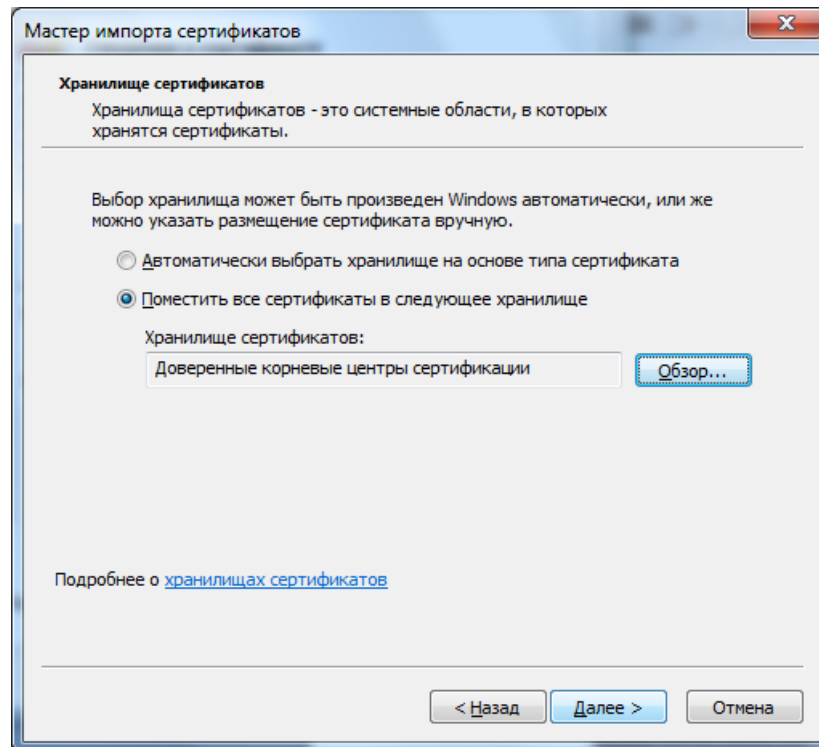 Мастер импорта сертификатов
Хранилище сертификатов
Хранилища сертификатов - это системные области, в которых
хранятся сертификаты.
Выбор хранилища может быть произведен Windows автоматически, или же
можно указать размещение сертификата вручную.
Автоматически выбрать хранилище на основе типа сертификата
Поместить все сертификаты в следующее хранилище
Хранилище сертификатов:
Доверенные корневые центры сертификации
Обзор...
Подробнее о хранилищах сертификатов
< Назад
Далее >
Отмена